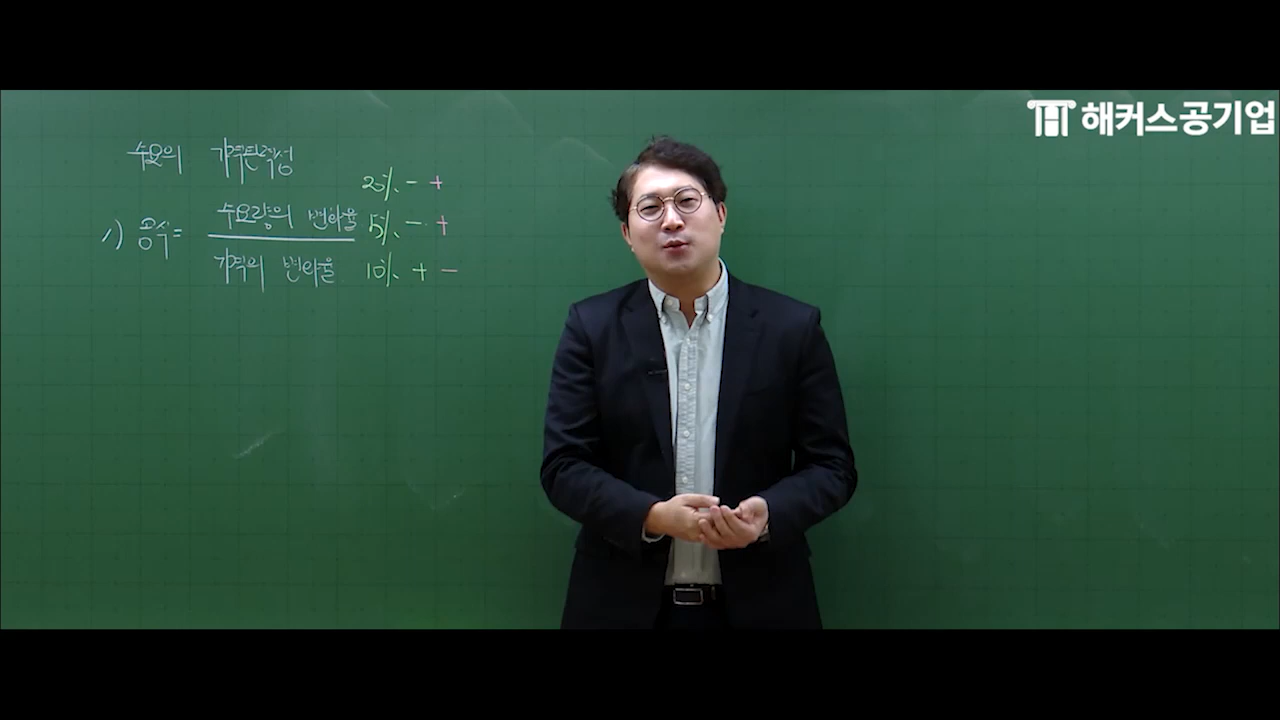 해커스공기업
수요의 가격탄력성
20% - +
1) 공식= 수요량의 변화율 5% - +
가격의 변화율 10% + -